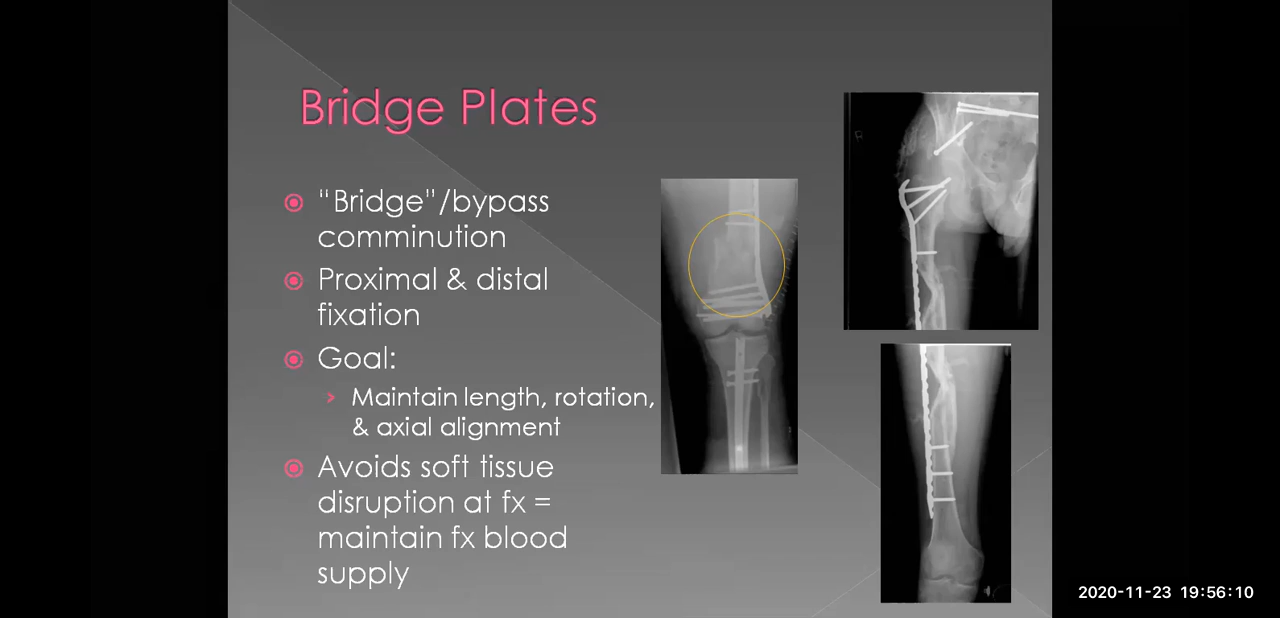 Bridge Plates
"Bridge"/bypass
comminution
Proximal & distal
fixation
Goal:
Maintain length, rotation,
& axial alignment
Avoids soft tissue
disruption at fx =
maintain fx blood
supply
2020-11-23 19:56:10